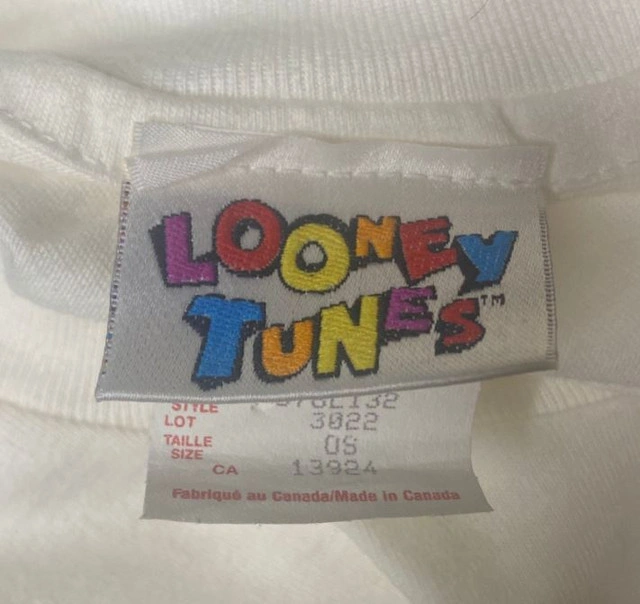 LOONEY
TUNES™
STYLE
LOT 3022
TAILLE
SIZE OS
CA 13924
Fabriqué au Canada/Made in Canada